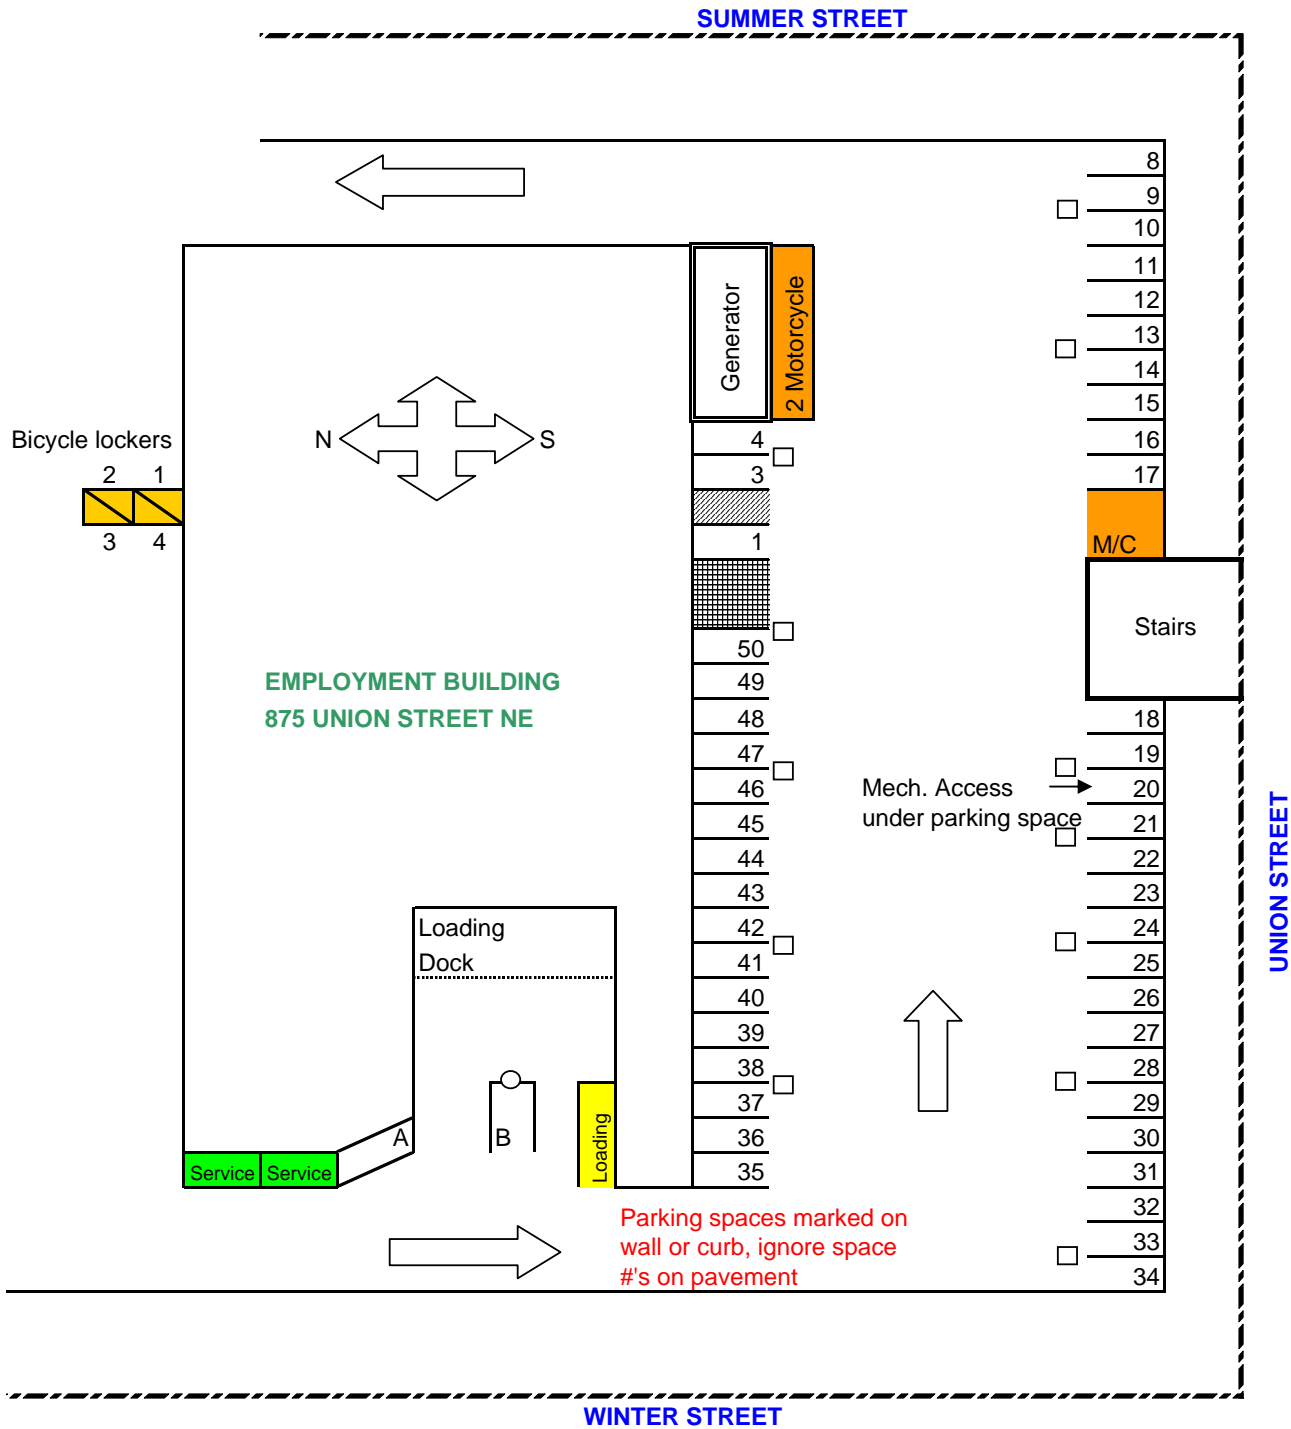 SUMMER STREET
8
9
10
11
12
13
14
15
16
17
M/C
Stairs
18
19
20
21
22
23
24
25
26
27
28
29
30
31
32
33
34
Generator
2 Motorcycle
4
3
1
50
49
48
47
46
45
44
43
42
41
40
39
38
37
36
35
N
S
Bicycle lockers
2 1
3 4
EMPLOYMENT BUILDING
875 UNION STREET NE
Mech. Access
under parking space
Loading
Dock
A
B
Loading
Service
Service
Parking spaces marked on
wall or curb, ignore space
#'s on pavement
UNION STREET
WINTER STREET